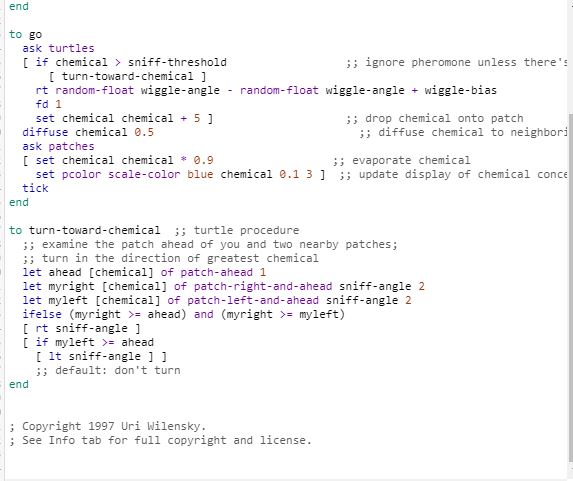 end
to go
ask turtles
[ if chemical > sniff-threshold ;; ignore pheromone unless there's
[ turn-toward-chemical ]
rt random-float wiggle-angle - random-float wiggle-angle + wiggle-bias
fd 1
set chemical chemical + 5 ] ;; drop chemical onto patch
diffuse chemical 0.5 ;; diffuse chemical to neighbori
ask patches
[ set chemical chemical * 0.9 ;; evaporate chemical
set pcolor scale-color blue chemical 0.1 3 ] ;; update display of chemical conce
tick
end
to turn-toward-chemical ;; turtle procedure
;; examine the patch ahead of you and two nearby patches;
;; turn in the direction of greatest chemical
let ahead [chemical] of patch-ahead 1
let myright [chemical] of patch-right-and-ahead sniff-angle 2
let myleft [chemical] of patch-left-and-ahead sniff-angle 2
ifelse (myright >= ahead) and (myright >= myleft)
[ rt sniff-angle ]
[ if myleft >= ahead
[ lt sniff-angle ] ]
;; default: don't turn
end
; Copyright 1997 Uri Wilensky.
; See Info tab for full copyright and license.